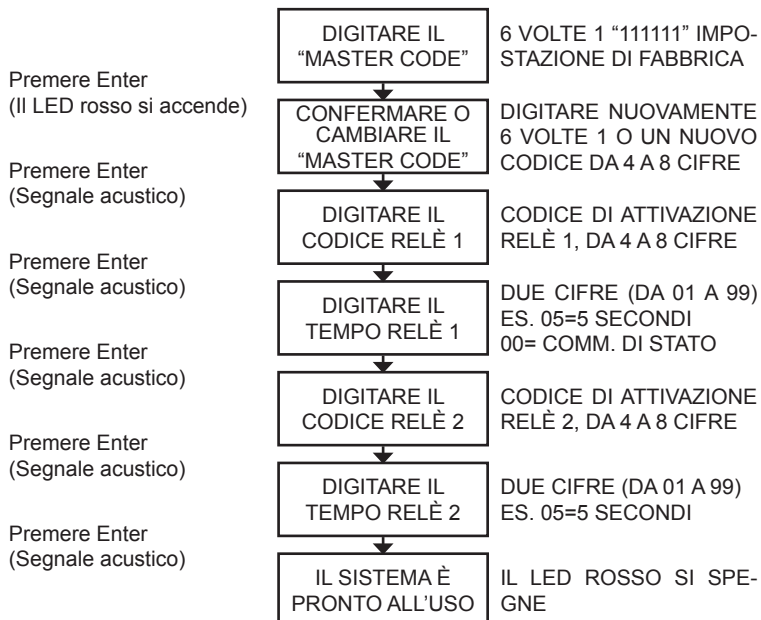 DIGITARE IL
“MASTER CODE”
6 VOLTE 1 “111111” IMPO-
STAZIONE DI FABBRICA
Premere Enter
(Il LED rosso si accende)
CONFERMARE O
CAMBIARE IL
“MASTER CODE”
DIGITARE NUOVAMENTE
6 VOLTE 1 O UN NUOVO
CODICE DA 4 A 8 CIFRE
Premere Enter
(Segnale acustico)
DIGITARE IL
CODICE RELÈ 1
CODICE DI ATTIVAZIONE
RELÈ 1, DA 4 A 8 CIFRE
Premere Enter
(Segnale acustico)
DIGITARE IL
TEMPO RELÈ 1
DUE CIFRE (DA 01 A 99)
ES. 05=5 SECONDI
00= COMM. DI STATO
Premere Enter
(Segnale acustico)
DIGITARE IL
CODICE RELÈ 2
CODICE DI ATTIVAZIONE
RELÈ 2, DA 4 A 8 CIFRE
Premere Enter
(Segnale acustico)
DIGITARE IL
TEMPO RELÈ 2
DUE CIFRE (DA 01 A 99)
ES. 05=5 SECONDI
Premere Enter
(Segnale acustico)
IL SISTEMA È
PRONTO ALL’USO
IL LED ROSSO SI SPE-
GNE